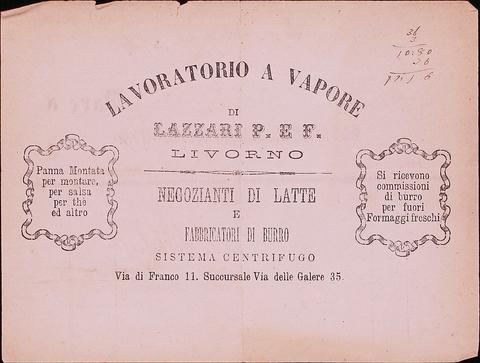 LAVORATORIO A VAPORE
DI
LAZZARI P. E F.
LIVORNO
Panna Montata
per montare,
per salsa
per thè
ed altro
NEGOZIANTI DI LATTE
E
FABBRICATORI DI BURRO
SISTEMA CENTRIFUGO
Via di Franco 11. Succursale Via delle Galere 35.
Si ricevono
commissioni
di burro
per fuori
Formaggi freschi